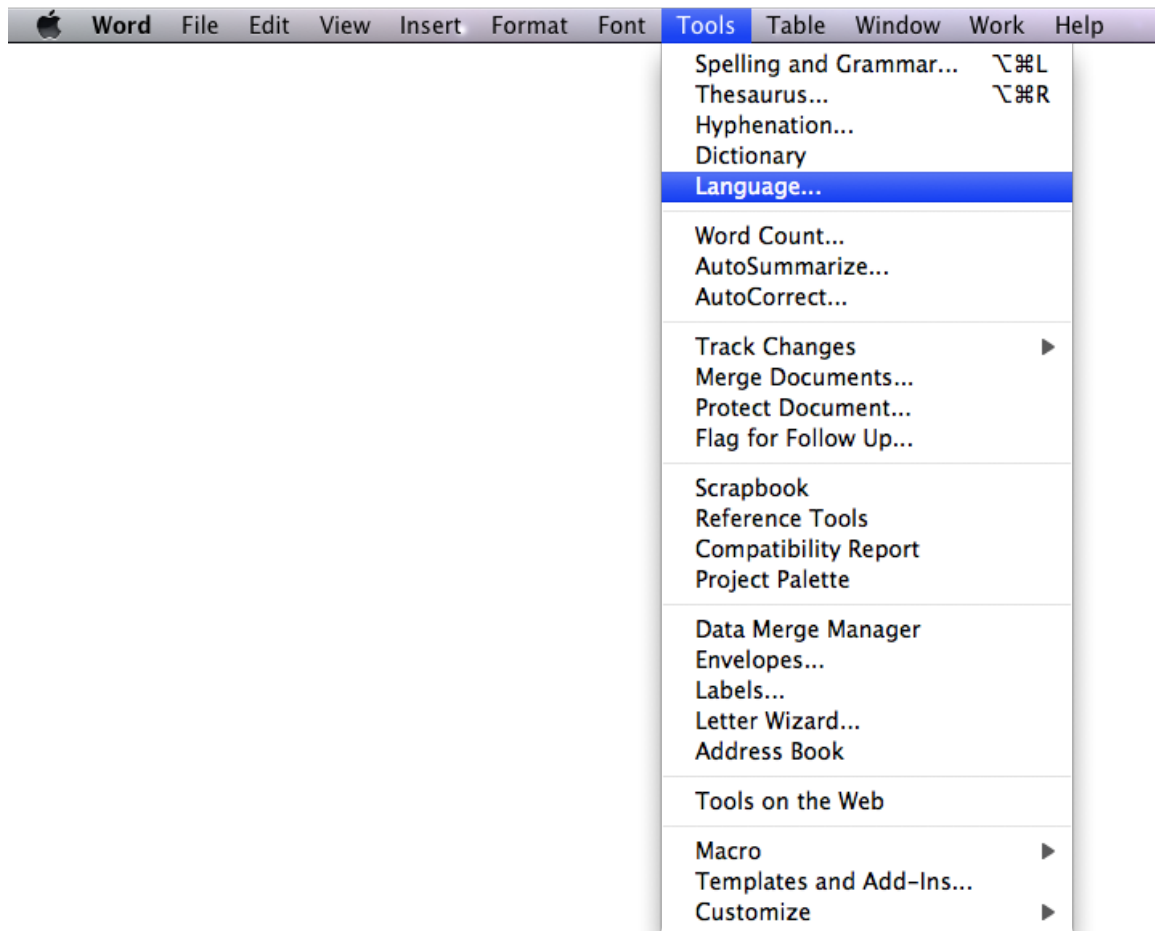 Word File Edit View Insert Format Font Tools Table Window Work Help
Spelling and Grammar... ⌥⌘L
Thesaurus... ⌥⌘R
Hyphenation...
Dictionary
Language...
Word Count...
AutoSummarize...
AutoCorrect...
Track Changes
Merge Documents...
Protect Document...
Flag for Follow Up...
Scrapbook
Reference Tools
Compatibility Report
Project Palette
Data Merge Manager
Envelopes...
Labels...
Letter Wizard...
Address Book
Tools on the Web
Macro
Templates and Add-Ins...
Customize